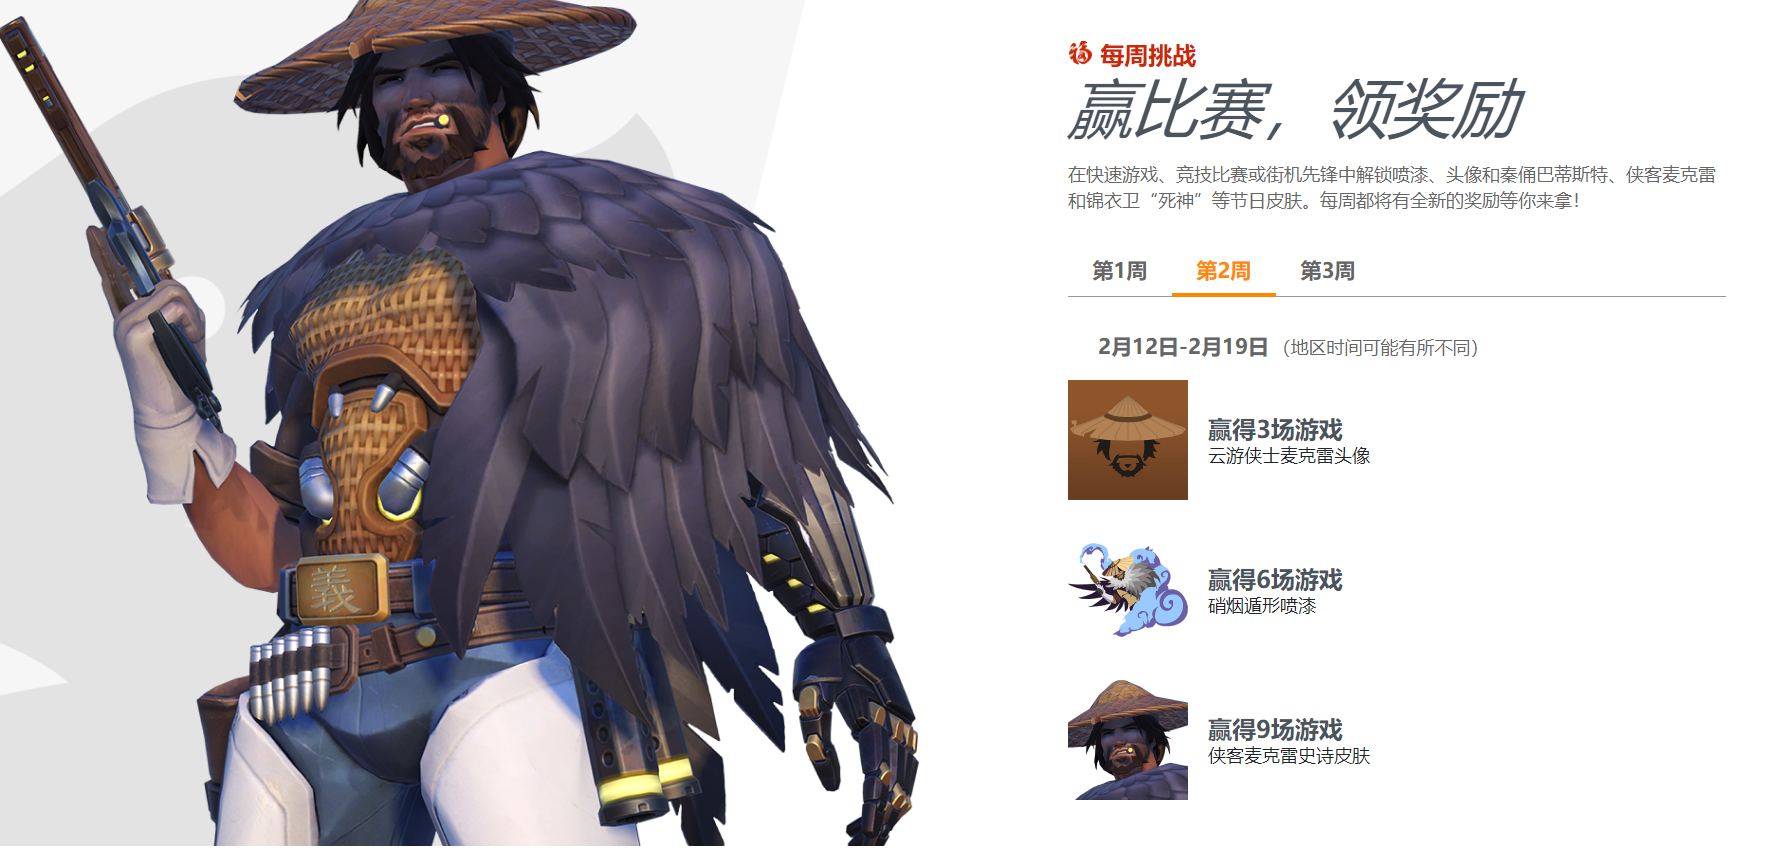 每周挑战
赢比赛，领奖励
在快速游戏、竞技比赛或街机先锋中解锁喷漆、头像和秦俑巴蒂斯特、侠客麦克雷
和锦衣卫“死神”等节日皮肤。每周都将有全新的奖励等你来拿！
第1周 第2周 第3周
2月12日-2月19日（地区时间可能有所不同）
赢得3场游戏
云游侠士麦克雷头像
赢得6场游戏
硝烟遁形喷漆
赢得9场游戏
侠客麦克雷史诗皮肤
義